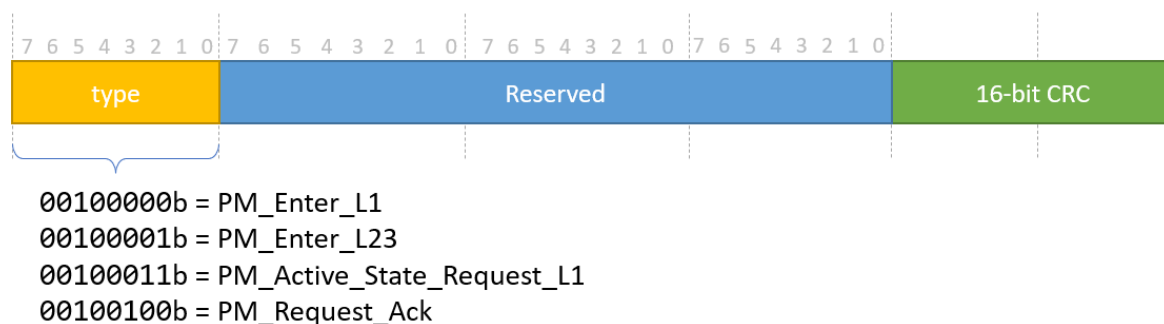 7 6 5 4 3 2 1 0 7 6 5 4 3 2 1 0 7 6 5 4 3 2 1 0 7 6 5 4 3 2 1 0
type Reserved 16-bit CRC
00100000b = PM_Enter_L1
00100001b = PM_Enter_L23
00100011b = PM_Active_State_Request_L1
00100100b = PM_Request_Ack